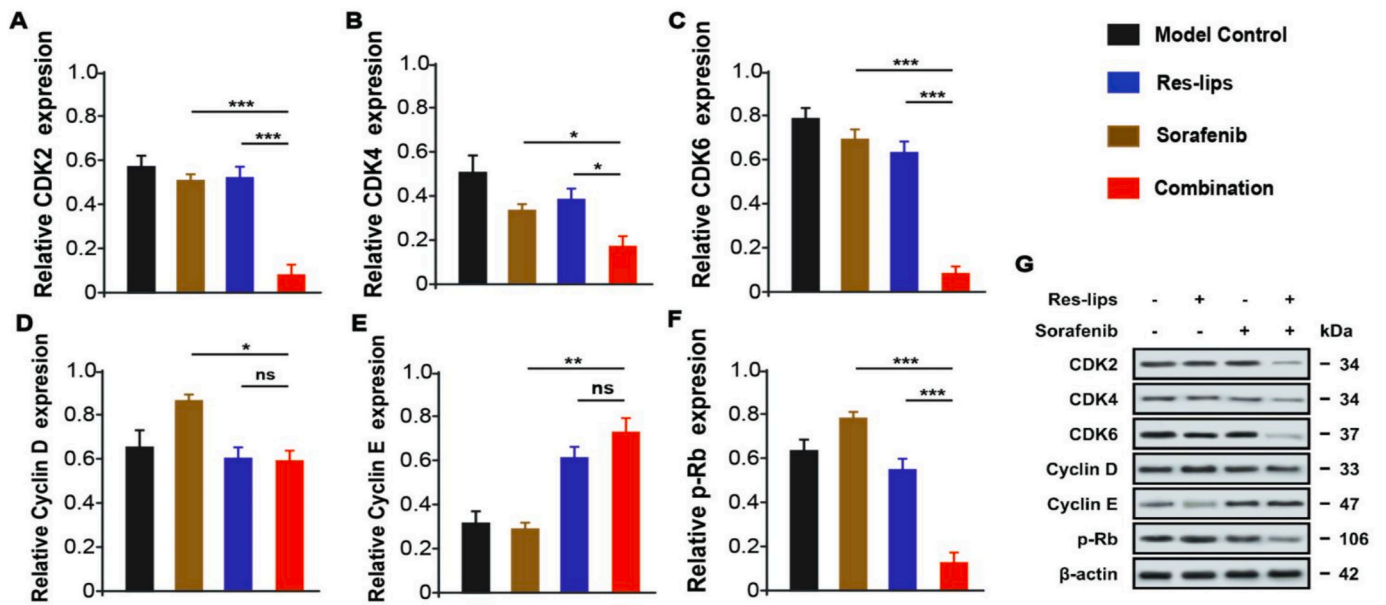 A
Relative CDK2 expresion
1.0
0.8
0.6
0.4
0.2
0
***
***
B
Relative CDK4 expresion
1.0
0.8
0.6
0.4
0.2
0
*
*
C
Relative CDK6 expresion
1.0
0.8
0.6
0.4
0.2
0
***
***
Model Control
Res-lips
Sorafenib
Combination
D
Relative Cyclin D expresion
1.0
0.8
0.6
0.4
0.2
0
*
ns
E
Relative Cyclin E expresion
1.0
0.8
0.6
0.4
0.2
0
**
ns
F
Relative p-Rb expresion
1.0
0.8
0.6
0.4
0.2
0
***
***
G
Res-lips - + - +
Sorafenib - - + + kDa
CDK2 - 34
CDK4 - 34
CDK6 - 37
Cyclin D - 33
Cyclin E - 47
p-Rb - 106
β-actin - 42